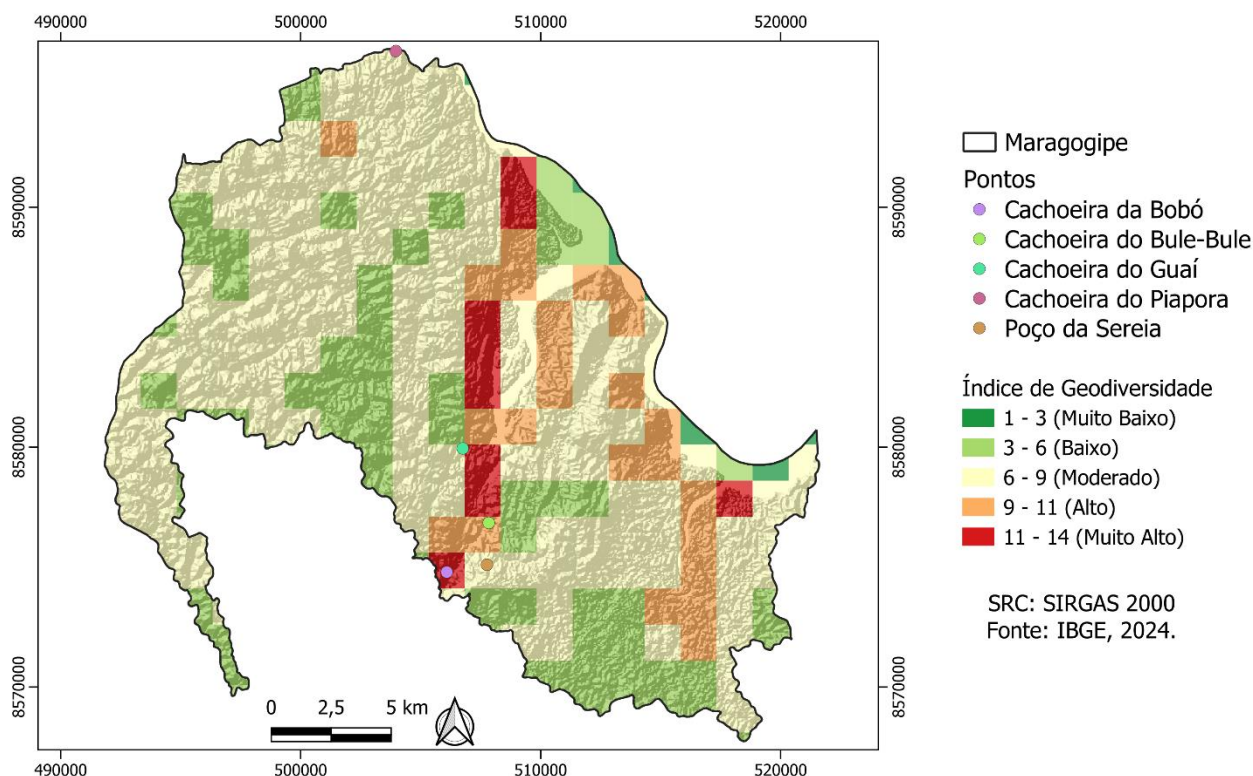 490000
500000
510000
520000
8590000
8590000
8580000
8580000
8570000
8570000
0
2,5
5 km
490000
500000
510000
520000
Maragogipe
Pontos
Cachoeira da Bobó
Cachoeira do Bule-Bule
Cachoeira do Guaí
Cachoeira do Piapora
Poço da Sereia
Índice de Geodiversidade
1 - 3 (Muito Baixo)
3 - 6 (Baixo)
6 - 9 (Moderado)
9 - 11 (Alto)
11 - 14 (Muito Alto)
SRC: SIRGAS 2000
Fonte: IBGE, 2024.